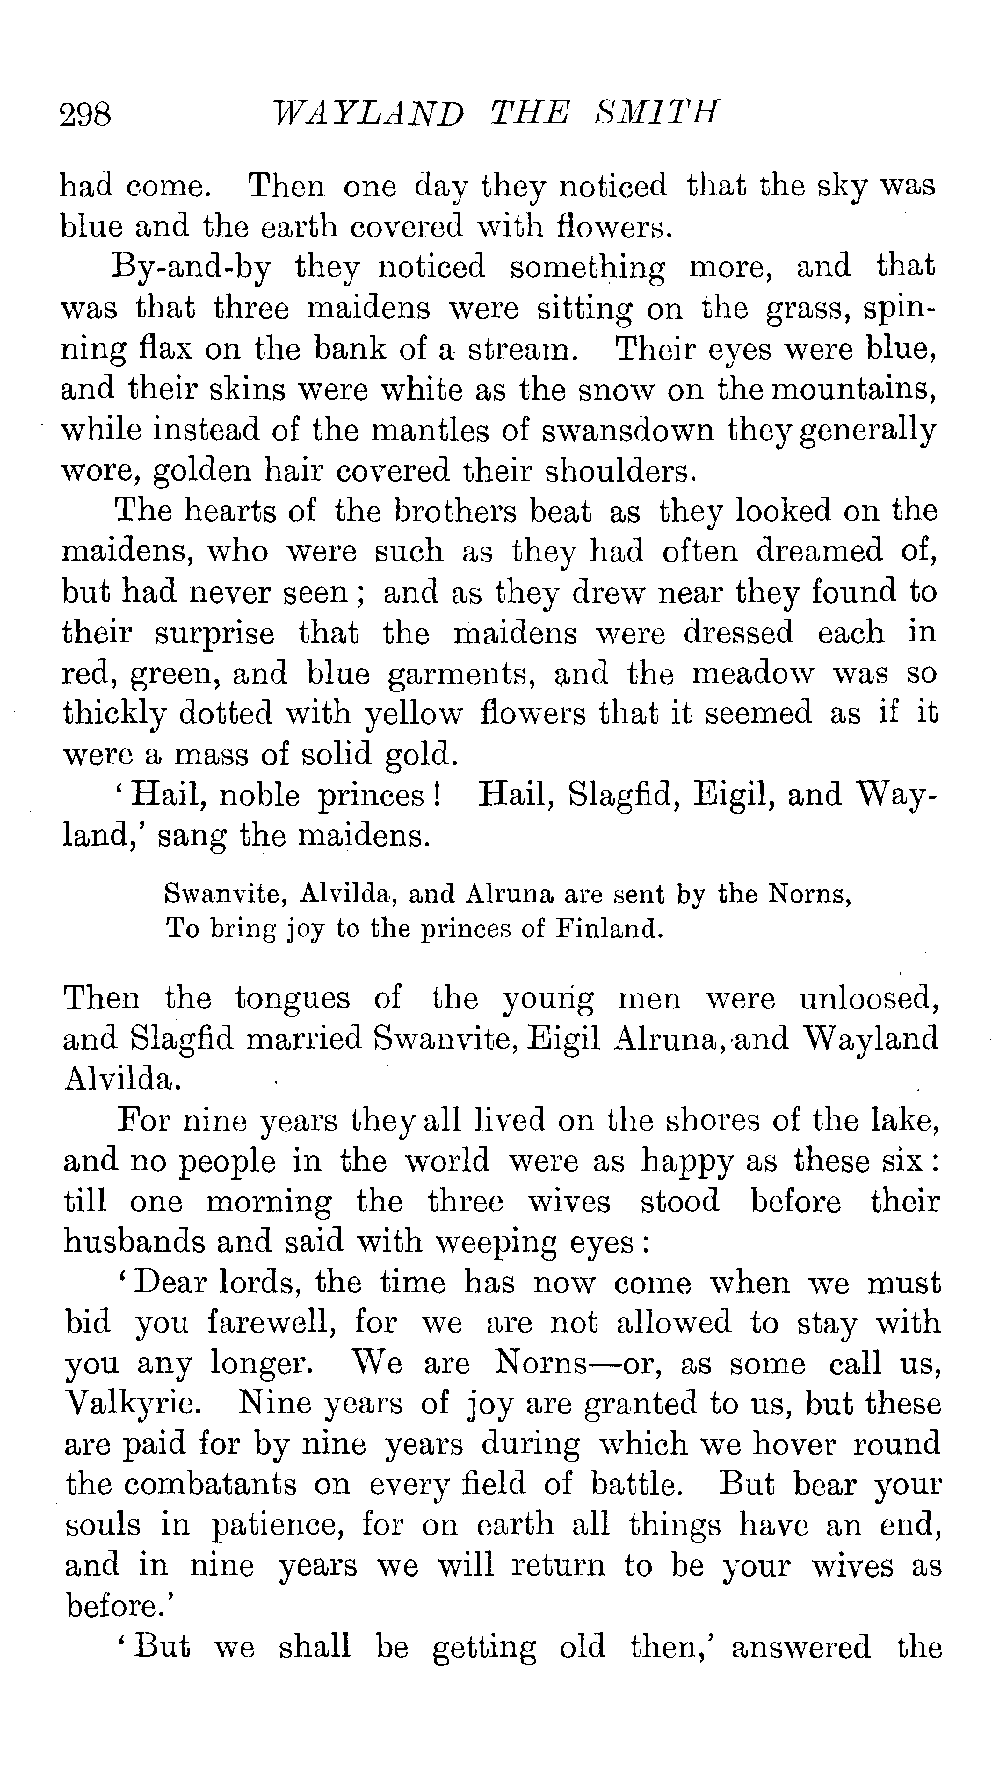 298 WAYLAND THE SMITH
had come. Then one day they noticed that the sky was
blue and the earth covered with flowers.
By-and-by they noticed something more, and that
was that three maidens were sitting on the grass, spin-
ning flax on the bank of a stream. Their eyes were blue,
and their skins were white as the snow on the mountains,
while instead of the mantles of swansdown they generally
wore, golden hair covered their shoulders.
The hearts of the brothers beat as they looked on the
maidens, who were such as they had often dreamed of,
but had never seen; and as they drew near they found to
their surprise that the maidens were dressed each in
red, green, and blue garments, and the meadow was so
thickly dotted with yellow flowers that it seemed as if it
were a mass of solid gold.
‘Hail, noble princes! Hail, Slagfid, Eigil, and Way-
land,’ sang the maidens.
Swanvite, Alvilda, and Alruna are sent by the Norns,
To bring joy to the princes of Finland.
Then the tongues of the young men were unloosed,
and Slagfid married Swanvite, Eigil Alruna, and Wayland
Alvilda.
For nine years they all lived on the shores of the lake,
and no people in the world were as happy as these six:
till one morning the three wives stood before their
husbands and said with weeping eyes:
‘Dear lords, the time has now come when we must
bid you farewell, for we are not allowed to stay with
you any longer. We are Norns—or, as some call us,
Valkyrie. Nine years of joy are granted to us, but these
are paid for by nine years during which we hover round
the combatants on every field of battle. But bear your
souls in patience, for on earth all things have an end,
and in nine years we will return to be your wives as
before.’
‘But we shall be getting old then,’ answered the